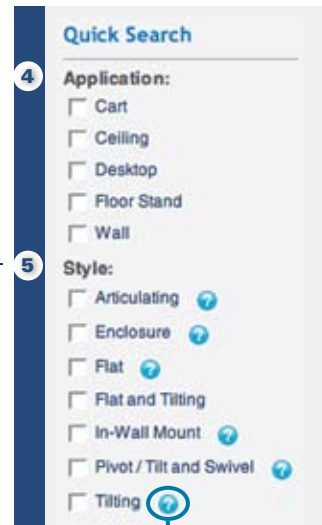 Quick Search
4 Application:
Cart
Ceiling
Desktop
Floor Stand
Wall
5 Style:
Articulating ?
Enclosure ?
Flat ?
Flat and Tilting
In-Wall Mount ?
Pivot / Tilt and Swivel ?
Tilting ?